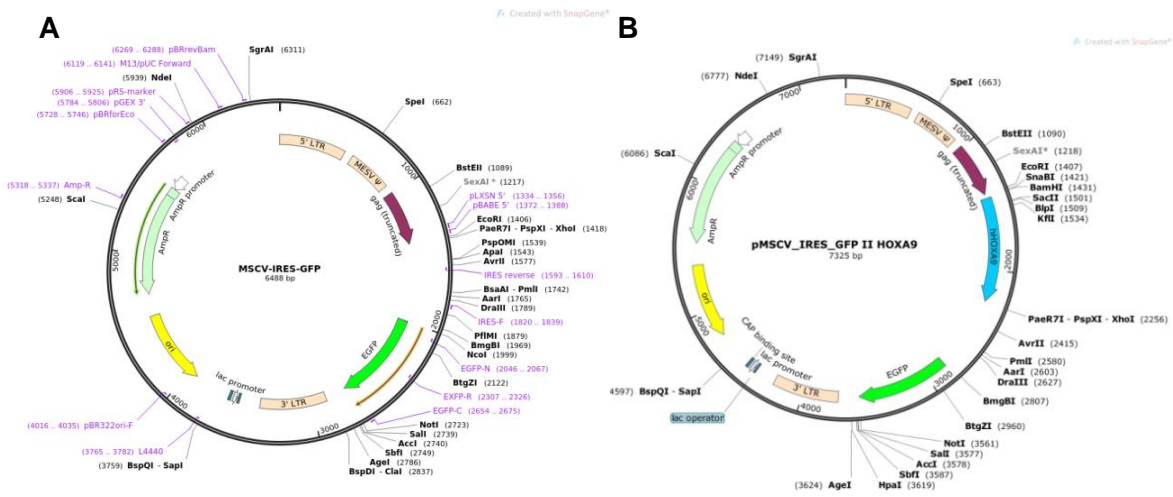 Created with SnapGene®
A
(6269 .. 6288) pBRrevBam
(6119 .. 6141) M13/pUC Forward
(5939) NdeI
(5906 .. 5925) pRS-marker
(5784 .. 5806) pGEX 3'
(5728 .. 5746) pBRforEco
(5318 .. 5337) Amp-R
(5248) ScaI
SgrAI (6311)
SpeI (662)
BstEII (1089)
SexAI * (1217)
pLXSN 5' (1334 .. 1356)
pBABE 5' (1372 .. 1388)
EcoRI (1406)
PaeR7I - PspXI - XhoI (1418)
PspOMI (1539)
ApaI (1543)
AvrII (1577)
IRES reverse (1593 .. 1610)
BsaAI - PmlI (1742)
AarI (1765)
DraIII (1789)
IRES-F (1820 .. 1839)
PflMI (1879)
BmgBI (1969)
NcoI (1999)
EGFP-N (2046 .. 2067)
BtgZI (2122)
EXFP-R (2307 .. 2326)
EGFP-C (2654 .. 2675)
NotI (2723)
SalI (2739)
AccI (2740)
SbfI (2749)
AgeI (2786)
BspDI - ClaI (2837)
(4016 .. 4035) pBR322ori-F
(3765 .. 3782) L4440
(3759) BspQI - SapI
5' LTR
MESV Ψ
gag (truncated)
AmpR promoter
AmpR
ori
lac promoter
3' LTR
EGFP
1000
2000
3000
4000
5000
6000
MSCV-IRES-GFP
6488 bp
B
Created with SnapGene®
(7149) SgrAI
(6777) NdeI
(6086) ScaI
SpeI (663)
BstEII (1090)
SexAI* (1218)
EcoRI (1407)
SnaBI (1421)
BamHI (1431)
SacII (1501)
BlpI (1509)
KflI (1534)
PaeR7I - PspXI - XhoI (2256)
AvrII (2415)
PmlI (2580)
AarI (2603)
DraIII (2627)
BmgBI (2807)
BtgZI (2960)
NotI (3561)
SalI (3577)
AccI (3578)
SbfI (3587)
HpaI (3619)
(3624) AgeI
4597) BspQI - SapI
lac operator
5' LTR
MESV Ψ
gag (truncated)
hHOXA9
AmpR promoter
AmpR
ori
CAP binding site
lac promoter
3' LTR
EGFP
1000
2000
3000
4000
5000
6000
7000
pMSCV_IRES_GFP II HOXA9
7325 bp